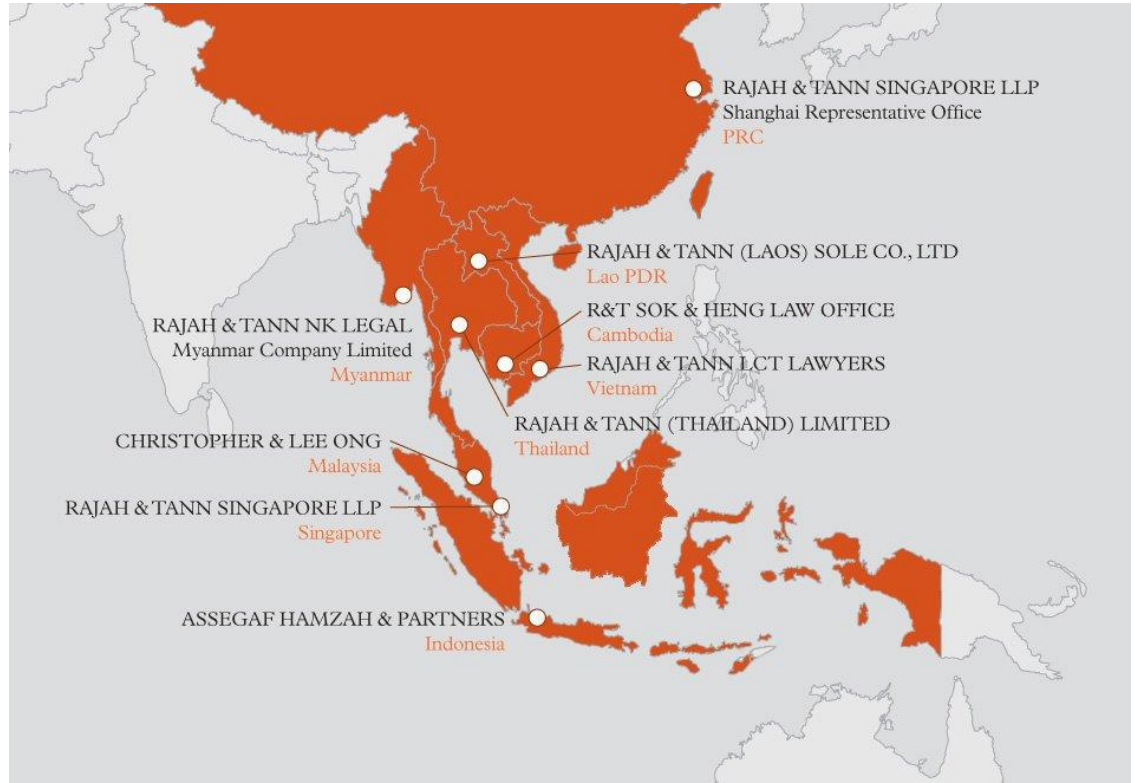 RAJAH & TANN SINGAPORE LLP
Shanghai Representative Office
PRC
RAJAH & TANN (LAOS) SOLE CO., LTD
Lao PDR
R&T SOK & HENG LAW OFFICE
Cambodia
RAJAH & TANN NK LEGAL
Myanmar Company Limited
Myanmar
RAJAH & TANN LCT LAWYERS
Vietnam
RAJAH & TANN (THAILAND) LIMITED
Thailand
CHRISTOPHER & LEE ONG
Malaysia
RAJAH & TANN SINGAPORE LLP
Singapore
ASSEGAF HAMZAH & PARTNERS
Indonesia